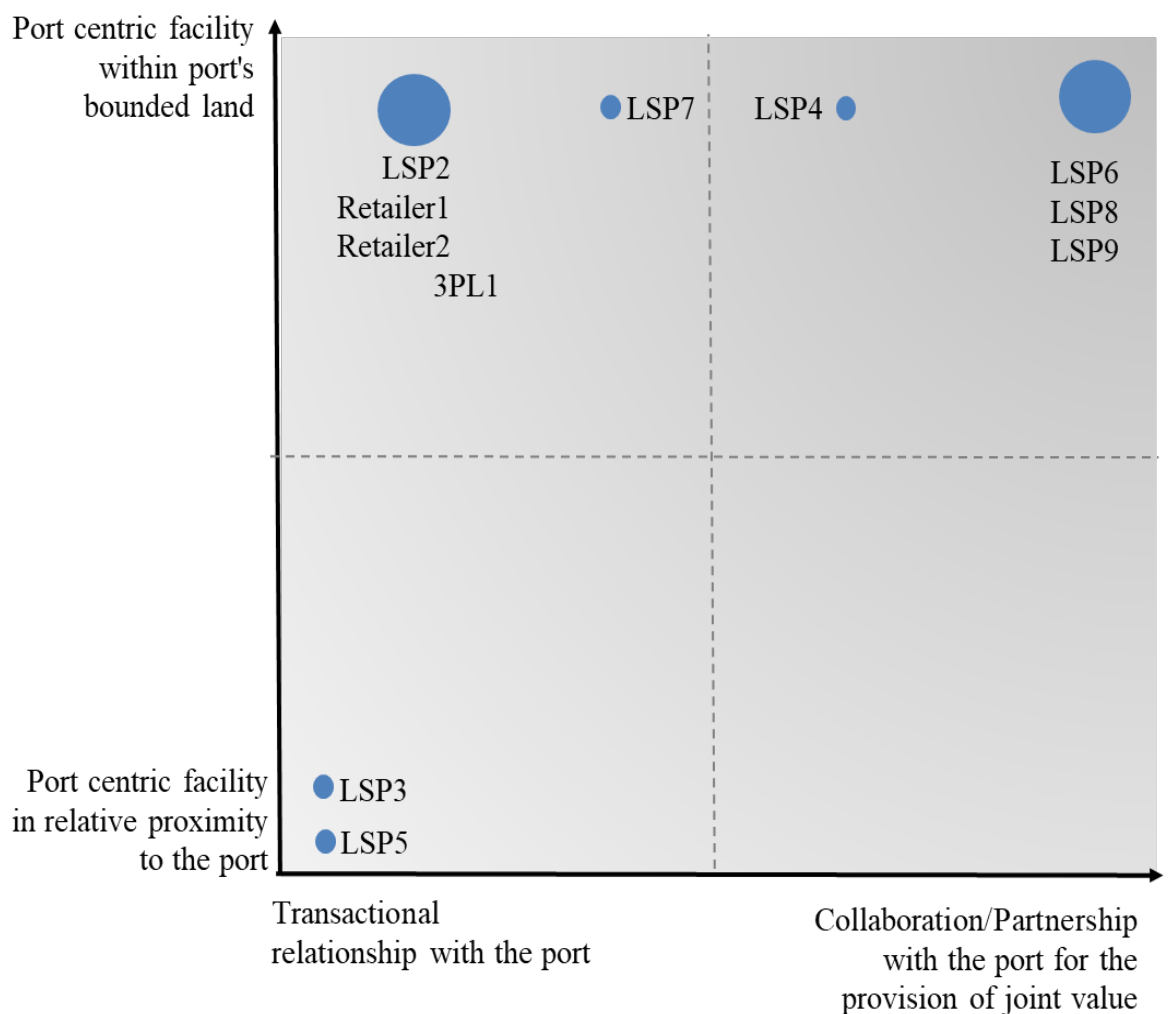 Port centric facility
within port's
bounded land
LSP7
LSP4
LSP2
Retailer1
Retailer2
3PL1
LSP6
LSP8
LSP9
Port centric facility
in relative proximity
to the port
LSP3
LSP5
Transactional
relationship with the port
Collaboration/Partnership
with the port for the
provision of joint value